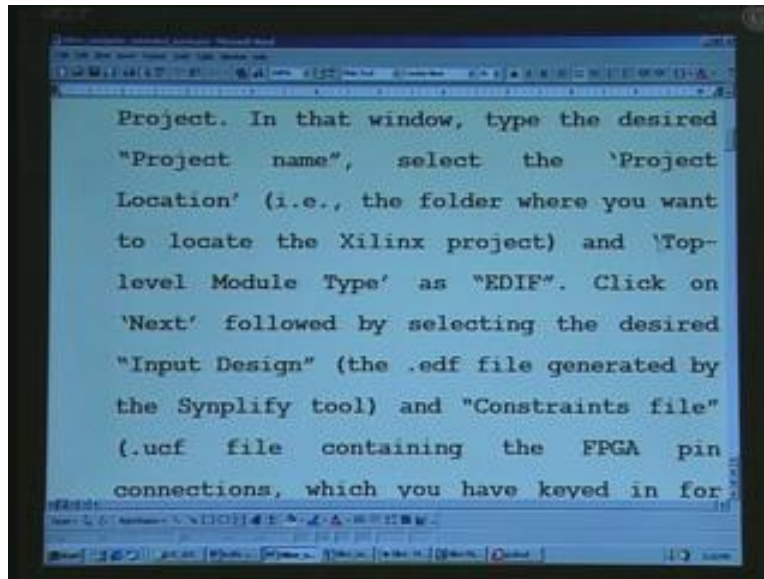 Project. In that window, type the desired
"Project name", select the 'Project
Location' (i.e., the folder where you want
to locate the Xilinx project) and 'Top-
level Module Type' as "EDIF". Click on
'Next' followed by selecting the desired
"Input Design" (the .edf file generated by
the Synplify tool) and "Constraints file"
(.ucf file containing the FPGA pin
connections, which you have keyed in for